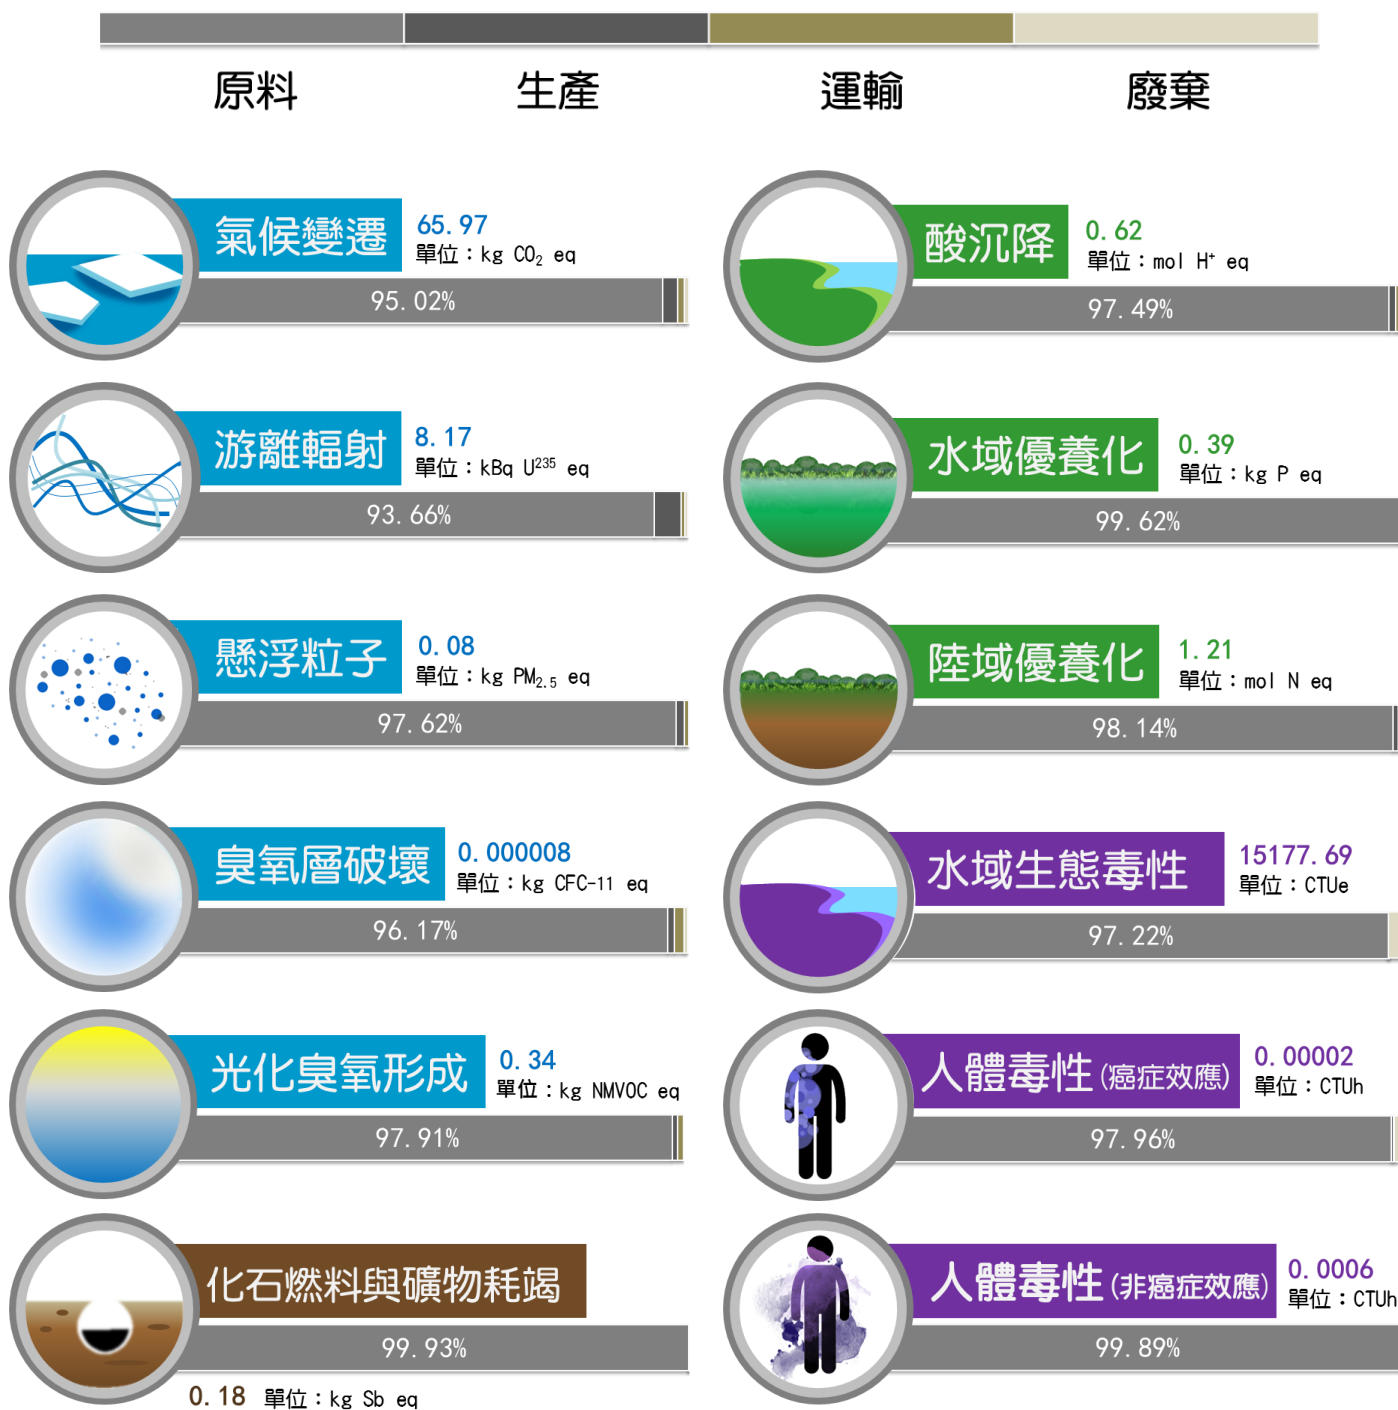 原料 生產 運輸 廢棄
氣候變遷
65.97
單位：kg CO₂ eq
95.02%
游離輻射
8.17
單位：kBq U²³⁵ eq
93.66%
懸浮粒子
0.08
單位：kg PM₂.₅ eq
97.62%
臭氧層破壞
0.000008
單位：kg CFC-11 eq
96.17%
光化臭氧形成
0.34
單位：kg NMVOC eq
97.91%
化石燃料與礦物耗竭
99.93%
0.18 單位：kg Sb eq
酸沉降
0.62
單位：mol H⁺ eq
97.49%
水域優養化
0.39
單位：kg P eq
99.62%
陸域優養化
1.21
單位：mol N eq
98.14%
水域生態毒性
15177.69
單位：CTUe
97.22%
人體毒性(癌症效應)
0.00002
單位：CTUh
97.96%
人體毒性(非癌症效應)
0.0006
單位：CTUh
99.89%